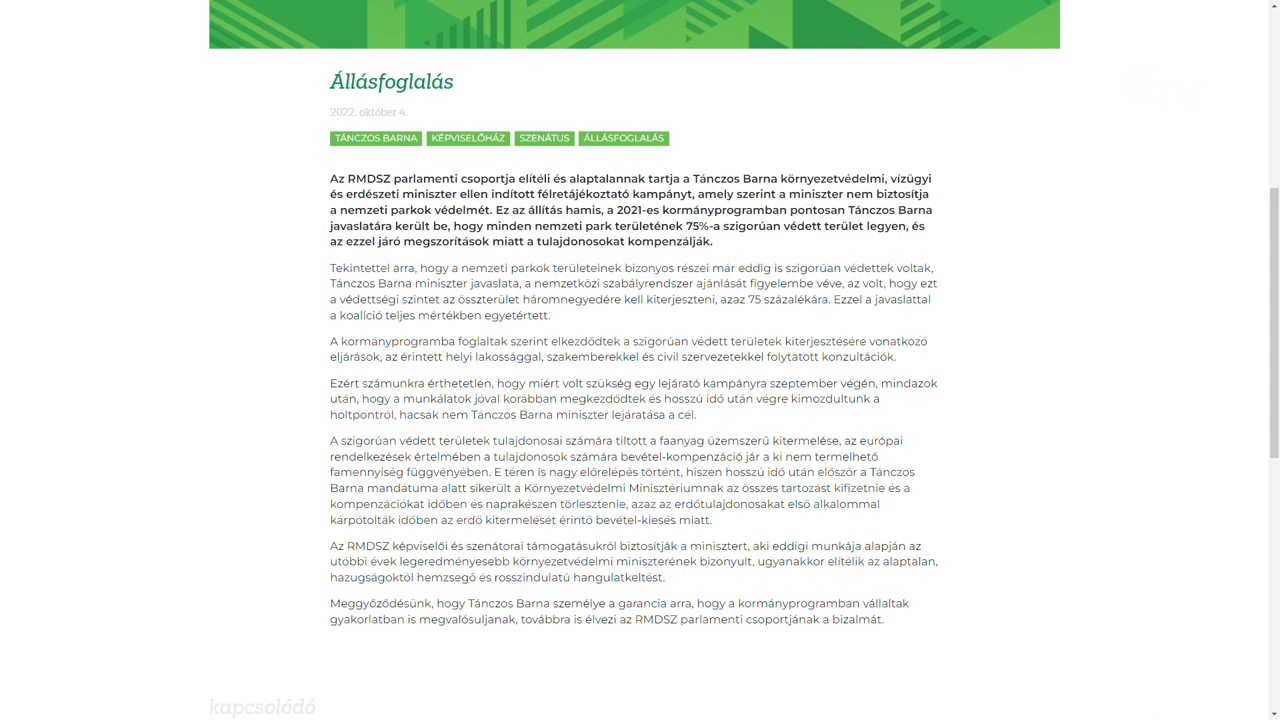 Állásfoglalás
2022. október 4.
TÁNCZOS BARNA KÉPVISELŐHÁZ SZENÁTUS ÁLLÁSFOGLALÁS
Az RMDSZ parlamenti csoportja elítéli és alaptalannak tartja a Tánczos Barna környezetvédelmi, vízügyi
és erdészeti miniszter ellen indított félretájékoztató kampányt, amely szerint a miniszter nem biztosítja
a nemzeti parkok védelmét. Ez az állítás hamis, a 2021-es kormányprogramban pontosan Tánczos Barna
javaslatára került be, hogy minden nemzeti park területének 75%-a szigorúan védett terület legyen, és
az ezzel járó megszorítások miatt a tulajdonosokat kompenzálják.
Tekintettel arra, hogy a nemzeti parkok területeinek bizonyos részei már eddig is szigorúan védettek voltak,
Tánczos Barna miniszter javaslata, a nemzetközi szabályrendszer ajánlását figyelembe véve, az volt, hogy ezt
a védettségi szintet az összterület háromnegyedére kell kiterjeszteni, azaz 75 százalékára. Ezzel a javaslattal
a koalíció teljes mértékben egyetértett.
A kormányprogramba foglaltak szerint elkezdődtek a szigorúan védett területek kiterjesztésére vonatkozó
eljárások, az érintett helyi lakossággal, szakemberekkel és civil szervezetekkel folytatott konzultációk.
Ezért számunkra érthetetlen, hogy miért volt szükség egy lejárató kampányra szeptember végén, mindazok
után, hogy a munkálatok jóval korábban megkezdődtek és hosszú idő után végre kimozdultunk a
holtpontról, hacsak nem Tánczos Barna miniszter lejáratása a cél.
A szigorúan védett területek tulajdonosai számára tiltott a faanyag üzemszerű kitermelése, az európai
rendelkezések értelmében a tulajdonosok számára bevétel-kompenzáció jár a ki nem termelhető
famennyiség függvényében. E téren is nagy előrelépés történt, hiszen hosszú idő után először a Tánczos
Barna mandátuma alatt sikerült a Környezetvédelmi Minisztériumnak az összes tartozást kifizetnie és a
kompenzációkat időben és naprakészen törlesztenie, azaz az erdőtulajdonosakat első alkalommal
kárpótolták időben az erdő kitermelését érintő bevétel-kiesés miatt.
Az RMDSZ képviselői és szenátorai támogatásukról biztosítják a minisztert, aki eddigi munkája alapján az
utóbbi évek legeredményesebb környezetvédelmi miniszterének bizonyult, ugyanakkor elítélik az alaptalan,
hazugságoktól hemzsegő és rosszindulatú hangulatkeltést.
Meggyőződésünk, hogy Tánczos Barna személye a garancia arra, hogy a kormányprogramban vállaltak
gyakorlatban is megvalósuljanak, továbbra is élvezi az RMDSZ parlamenti csoportjának a bizalmát.
kapcsolódó